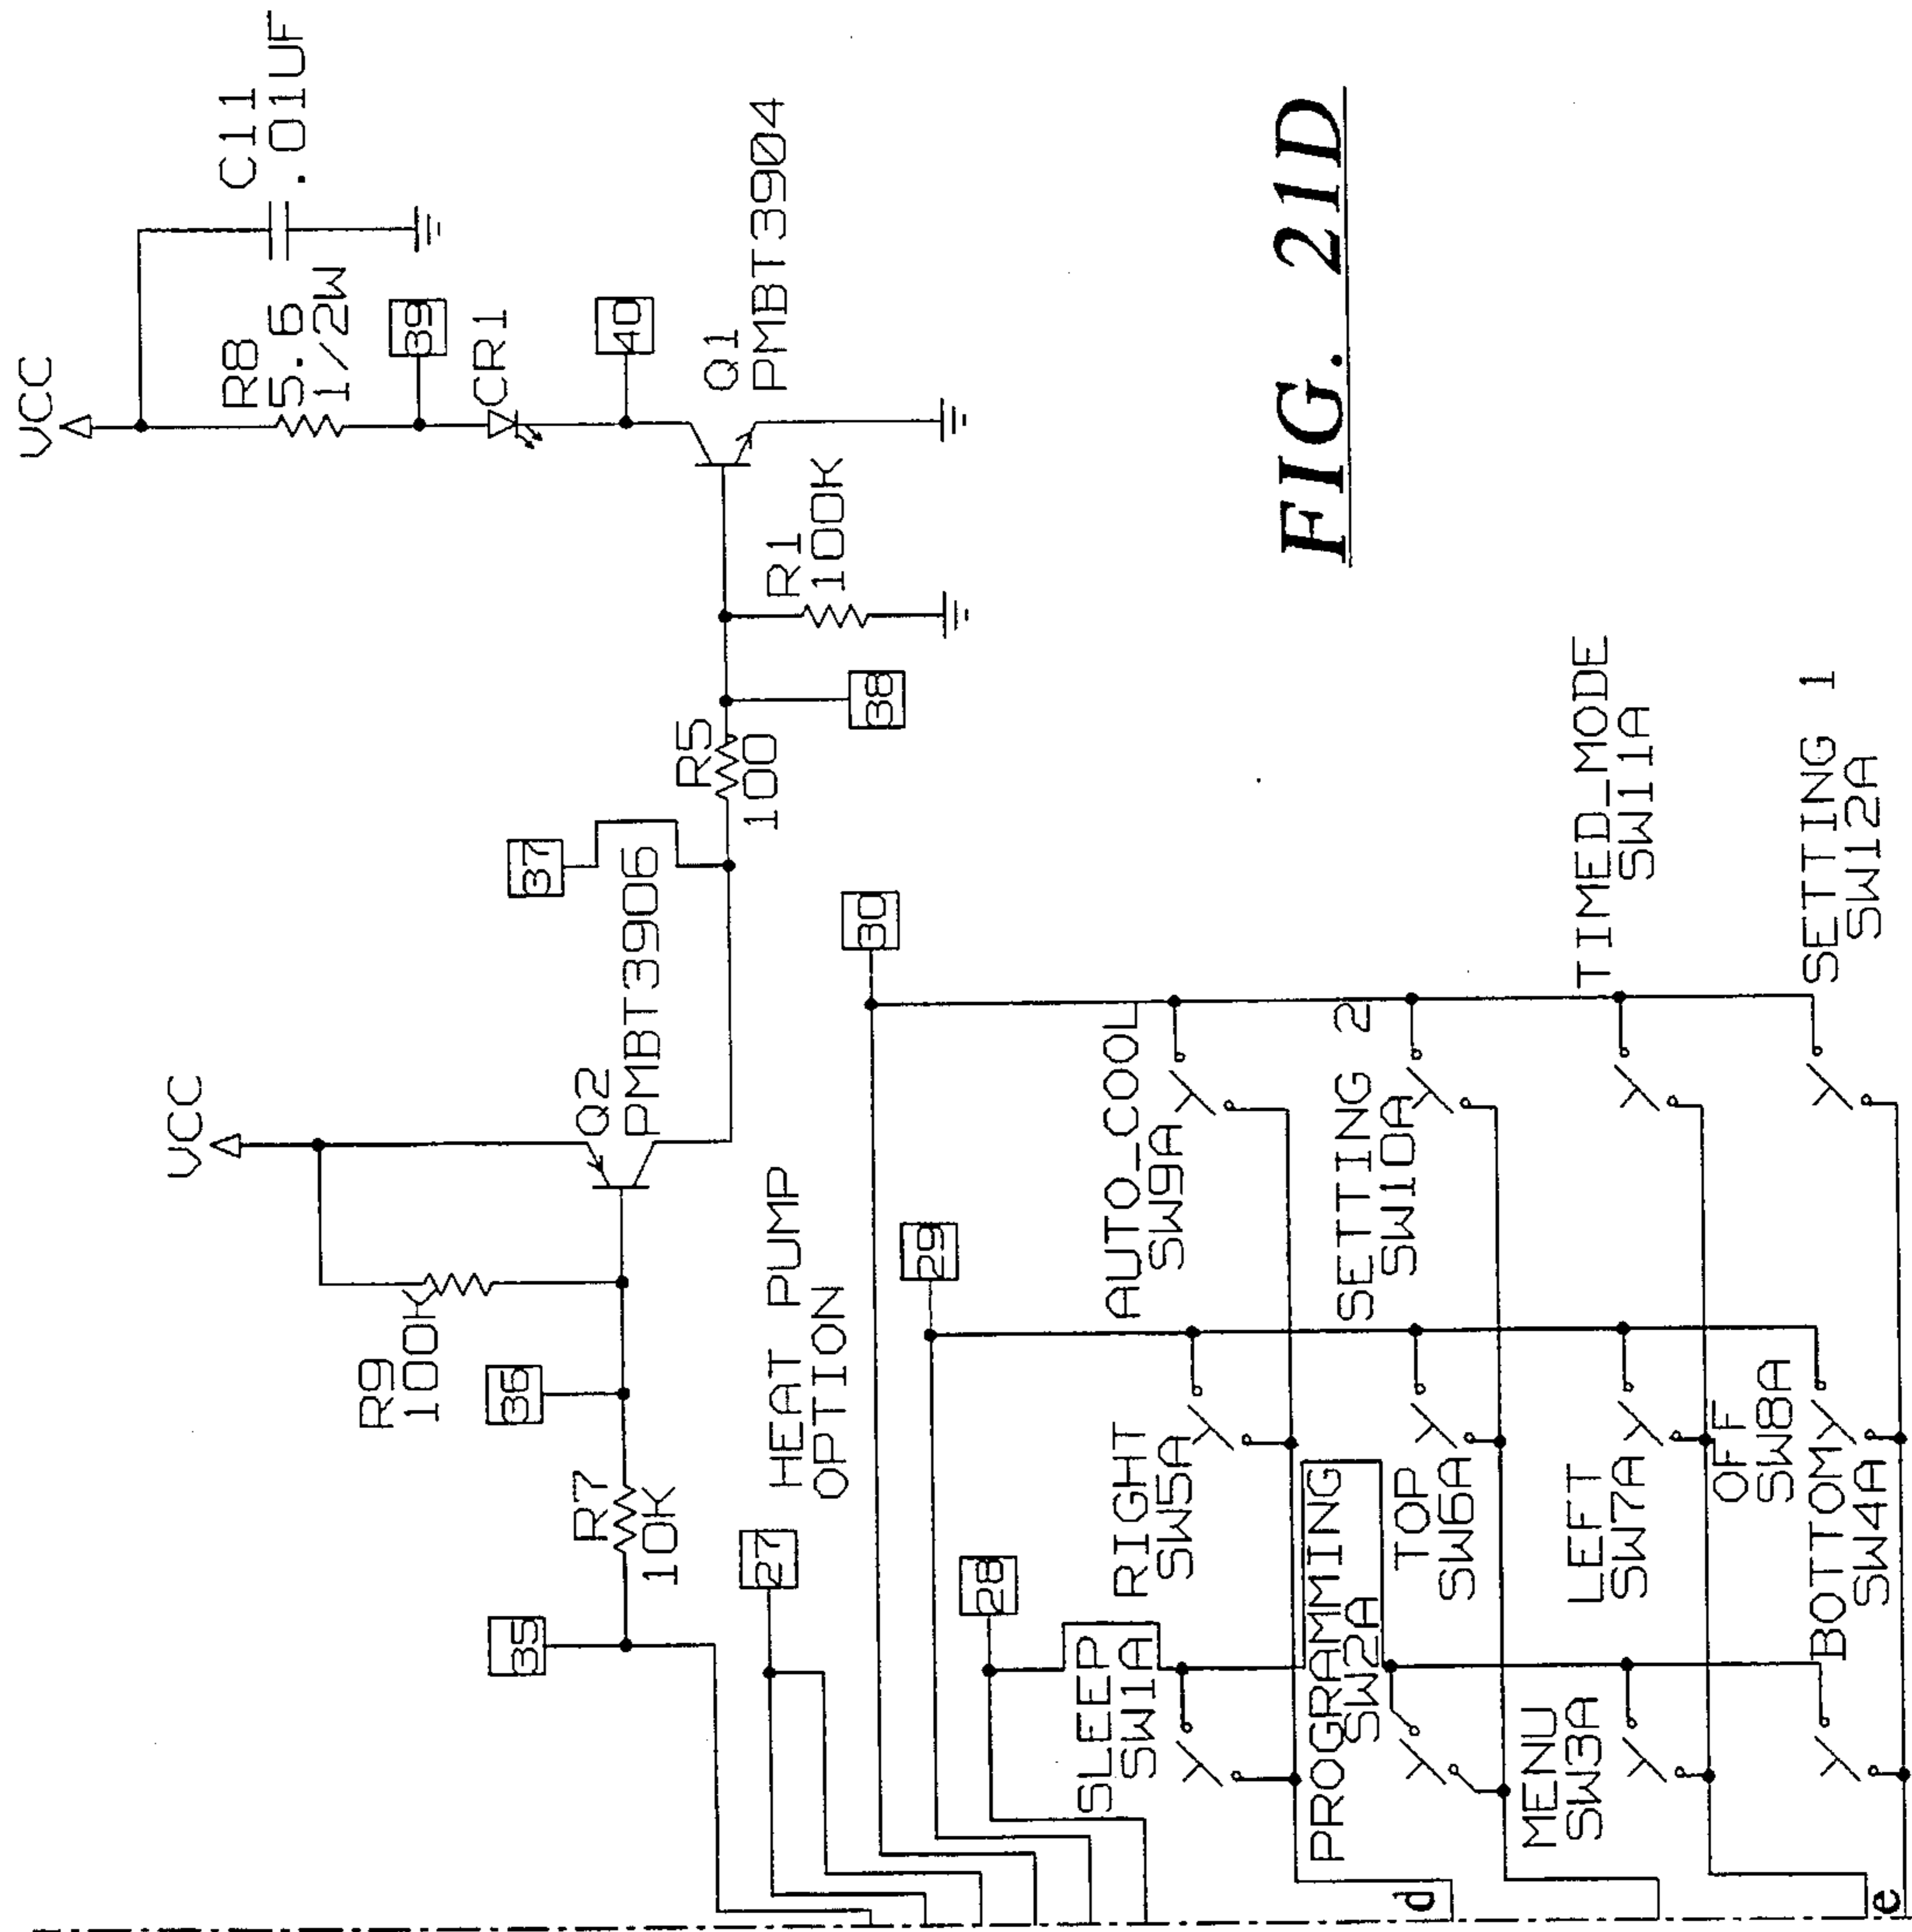 VCC
R8
5.6
1/2W
C11
.01UF
39
CR1
40
Q1
PMBT3904
R1
100K
38
R5
100
37
VCC
Q2
PMBT3906
R9
100K
36
R7
10K
35
27
HEAT PUMP
OPTION
30
29
28
SLEEP
SW1A
RIGHT
SW5A
AUTO_COOL
SW9A
PROGRAMMING
SW2A
TOP
SW6A
SETTING 2
SW10A
MENU
SW3A
LEFT
SW7A
TIMED_MODE
SW11A
OFF
SW8A
BOTTOM
SW4A
SETTING 1
SW12A
d
e
FIG. 21D